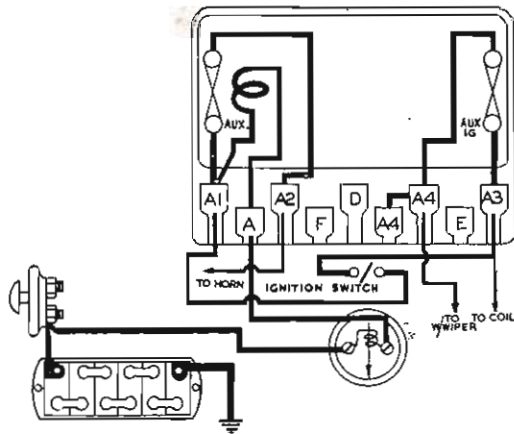 AUX.
AUX
IG
A1
A
A2
F
D
A4
A4
E
A3
TO HORN
IGNITION SWITCH
TO
W/WIPER
TO COIL